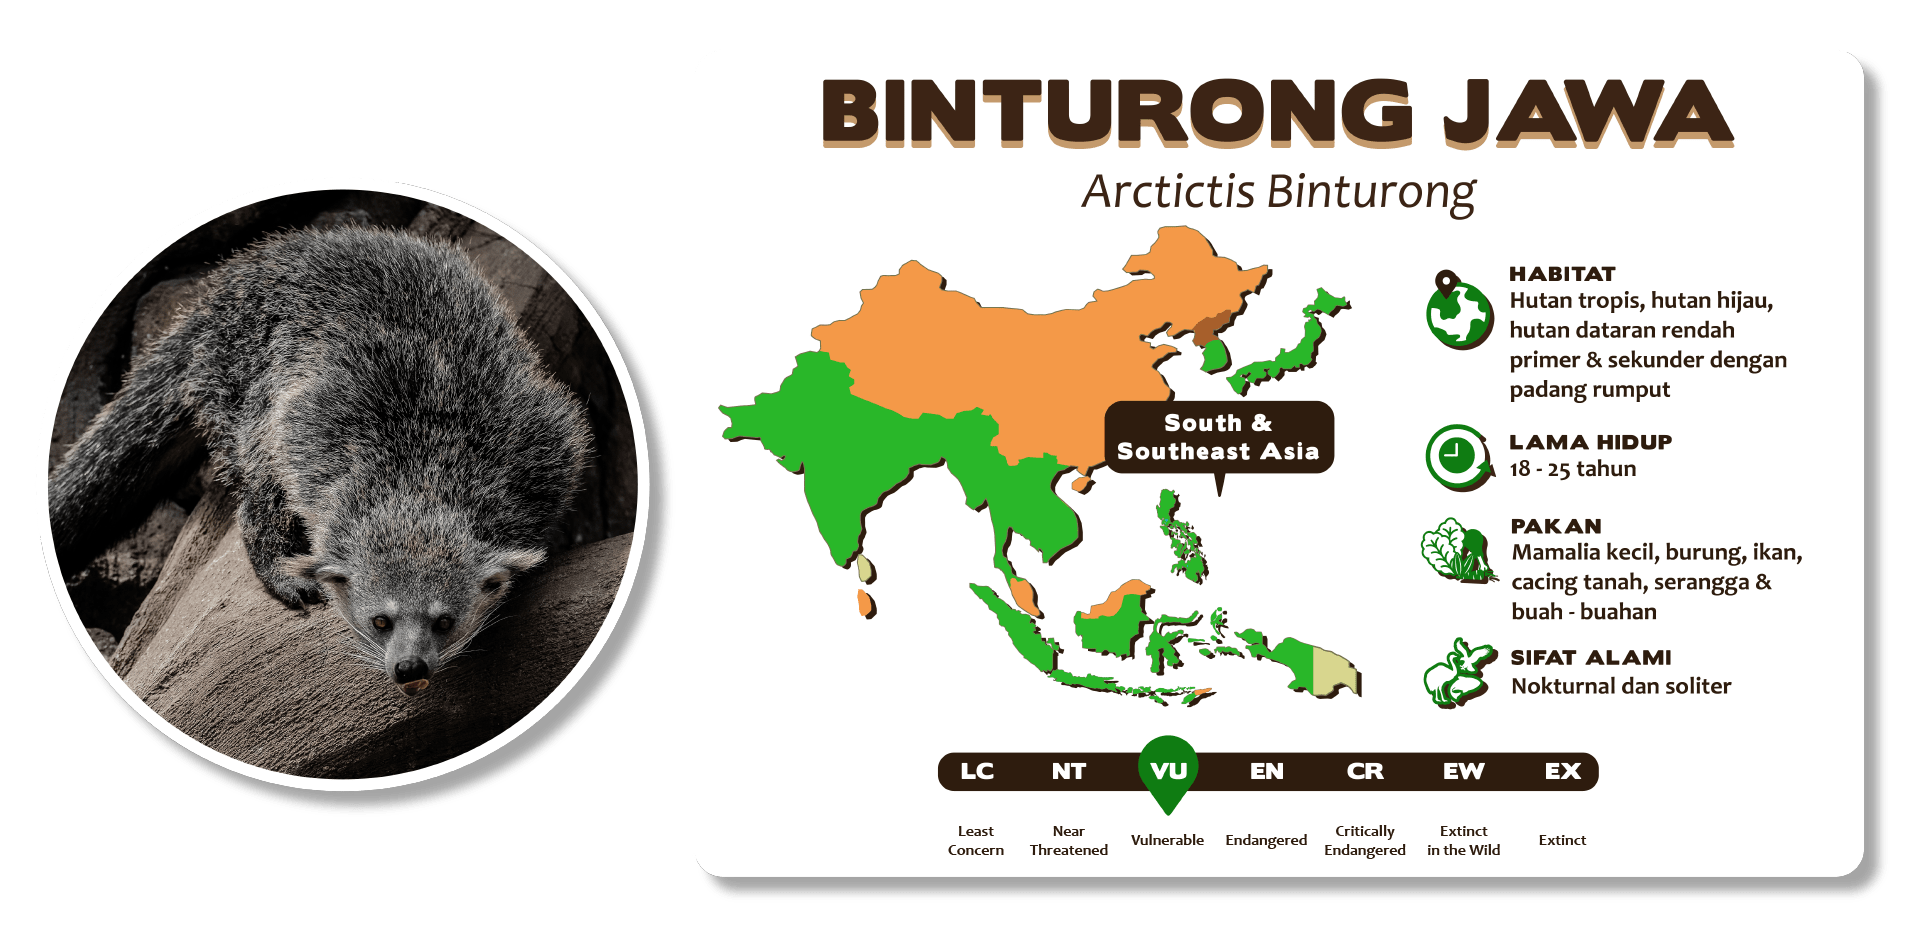 BINTURONG JAWA
Arctictis Binturong
South &
Southeast Asia
HABITAT
Hutan tropis, hutan hijau,
hutan dataran rendah
primer & sekunder dengan
padang rumput
LAMA HIDUP
18 - 25 tahun
PAKAN
Mamalia kecil, burung, ikan,
cacing tanah, serangga &
buah - buahan
SIFAT ALAMI
Nokturnal dan soliter
LC NT VU EN CR EW EX
Least Concern
Near Threatened
Vulnerable
Endangered
Critically Endangered
Extinct in the Wild
Extinct